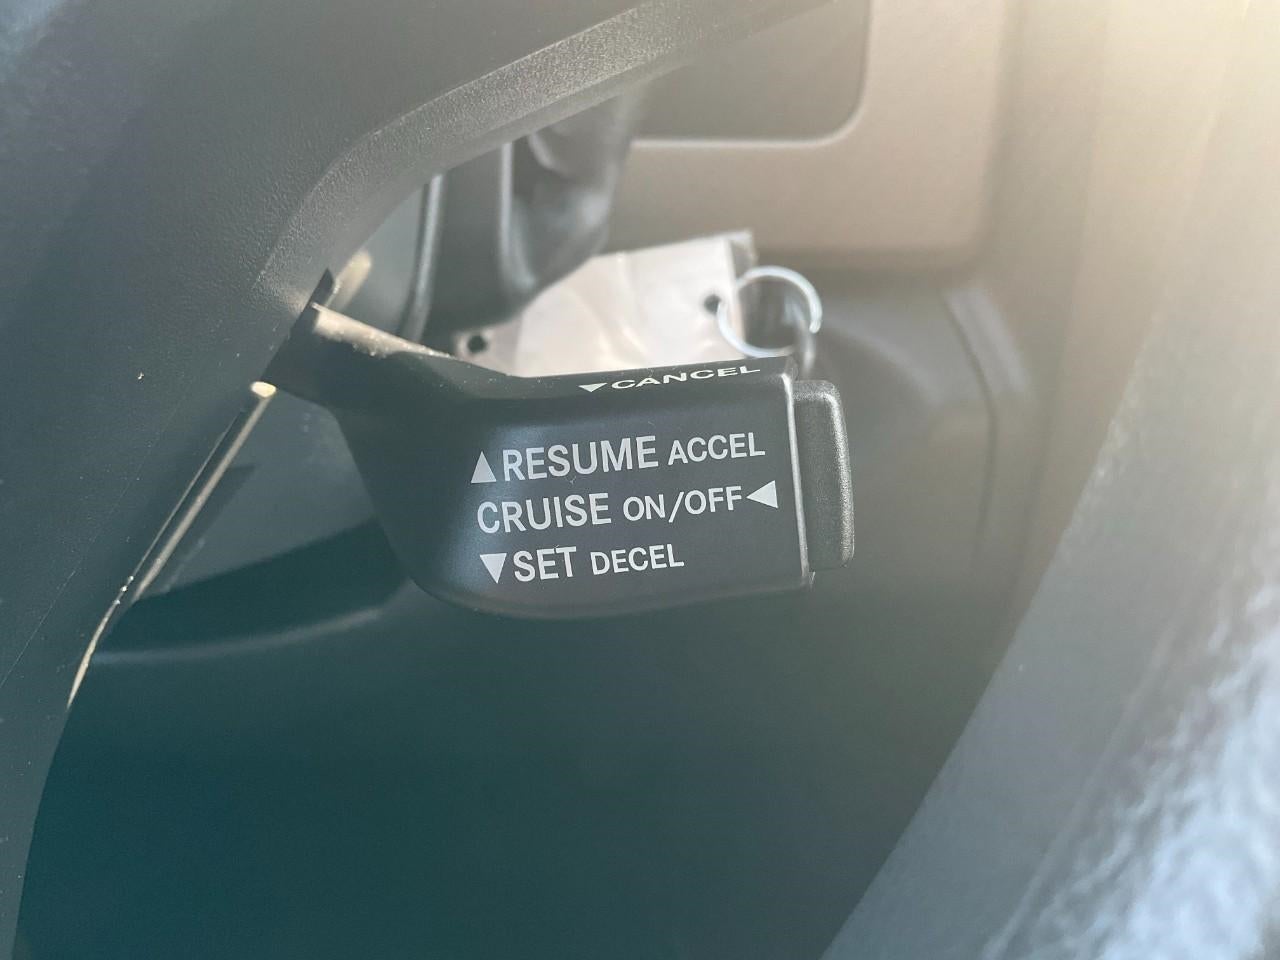 ▼CANCEL
▲RESUME ACCEL
CRUISE ON/OFF◀
▼SET DECEL